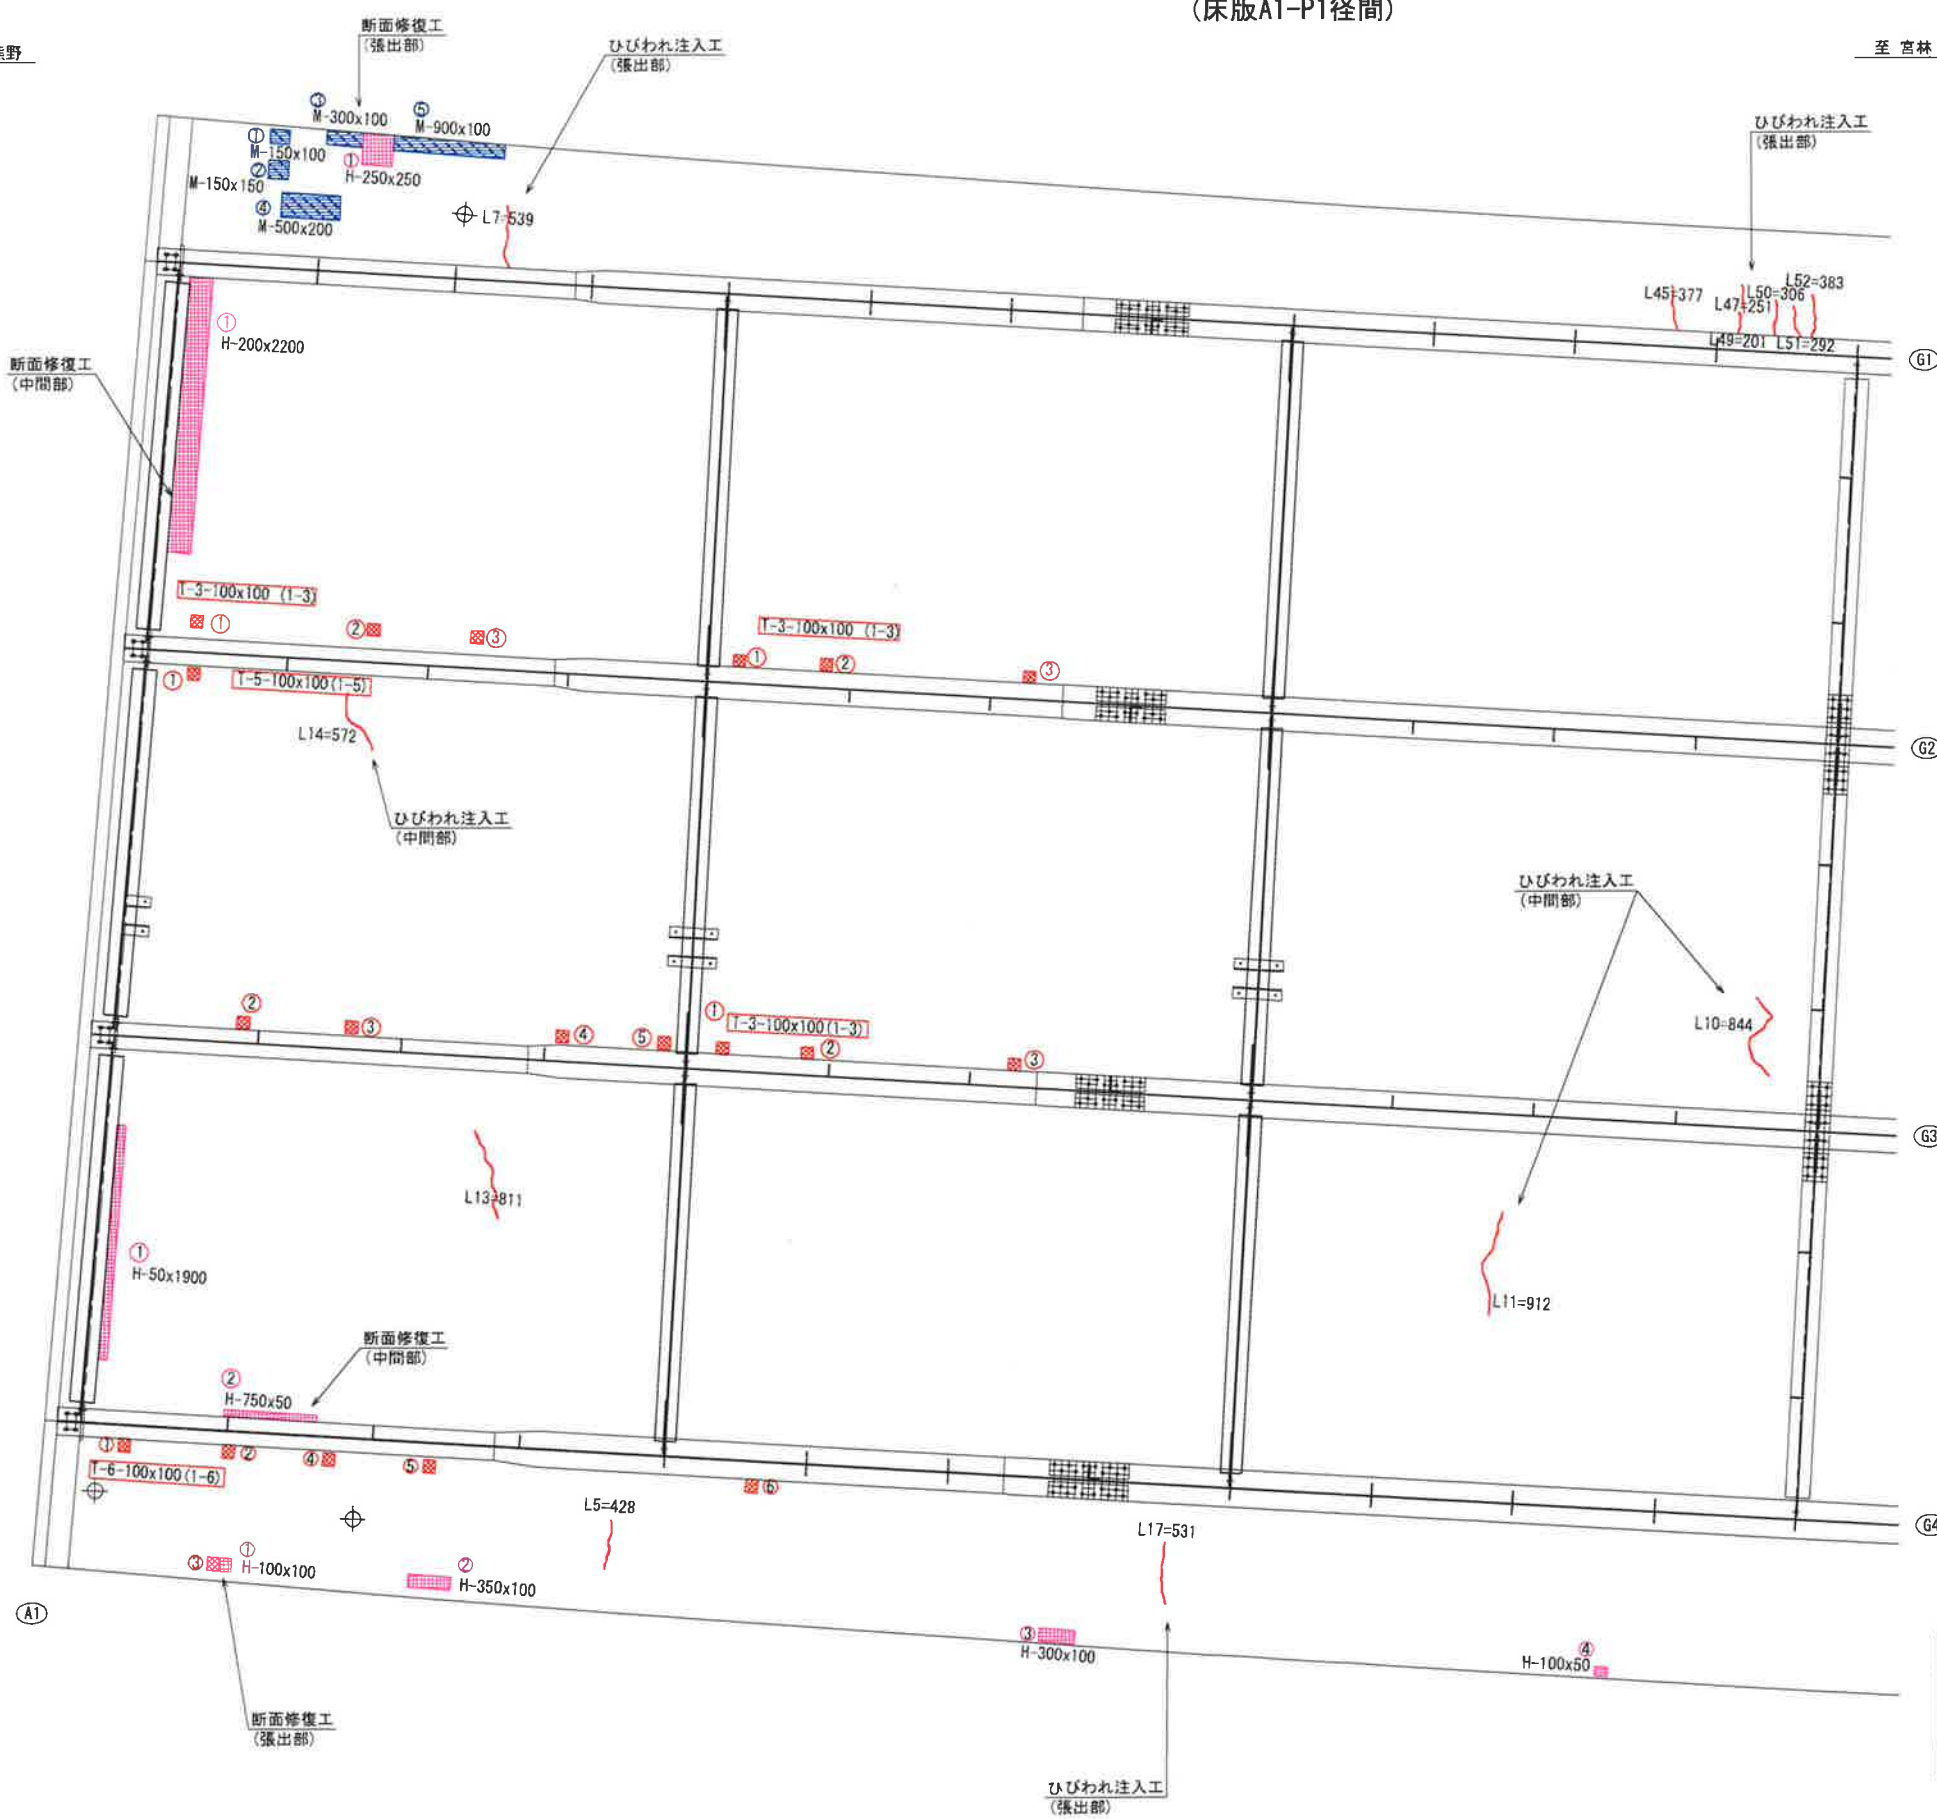 (床版A1-P1径間)
熊野
至 宮林
断面修復工
(張出部)
ひびわれ注入工
(張出部)
ひびわれ注入工
(張出部)
③
M-300x100
⑤
M-900x100
①
M-150x100
②
M-150x150
①
H-250x250
④
M-500x200
L7=539
L45=377
L47=251
L50=306
L52=383
L49=201
L51=292
G1
①
H-200x2200
断面修復工
(中間部)
T-3-100x100 (1-3)
①
②
③
T-3-100x100 (1-3)
①
②
③
①
T-5-100x100(1-5)
L14=572
G2
ひびわれ注入工
(中間部)
ひびわれ注入工
(中間部)
L10=844
②
③
④
⑤
①
T-3-100x100(1-3)
②
③
G3
L13=811
①
H-50x1900
L11=912
断面修復工
(中間部)
②
H-750x50
①
②
④
⑤
⑥
T-6-100x100(1-6)
G4
L5=428
L17=531
③
①
H-100x100
②
H-350x100
A1
③
H-300x100
④
H-100x50
断面修復工
(張出部)
ひびわれ注入工
(張出部)